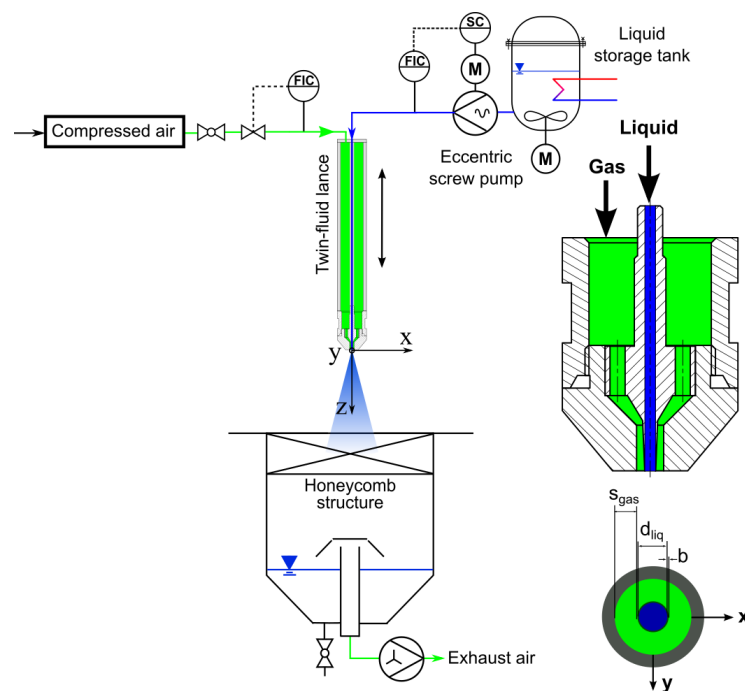 SC
FIC
M
Liquid
storage tank
FIC
Compressed air
Eccentric
screw pump
M
Twin-fluid lance
Liquid
Gas
x
y
z
Honeycomb
structure
Exhaust air
s_gas
d_liq
b
x
y